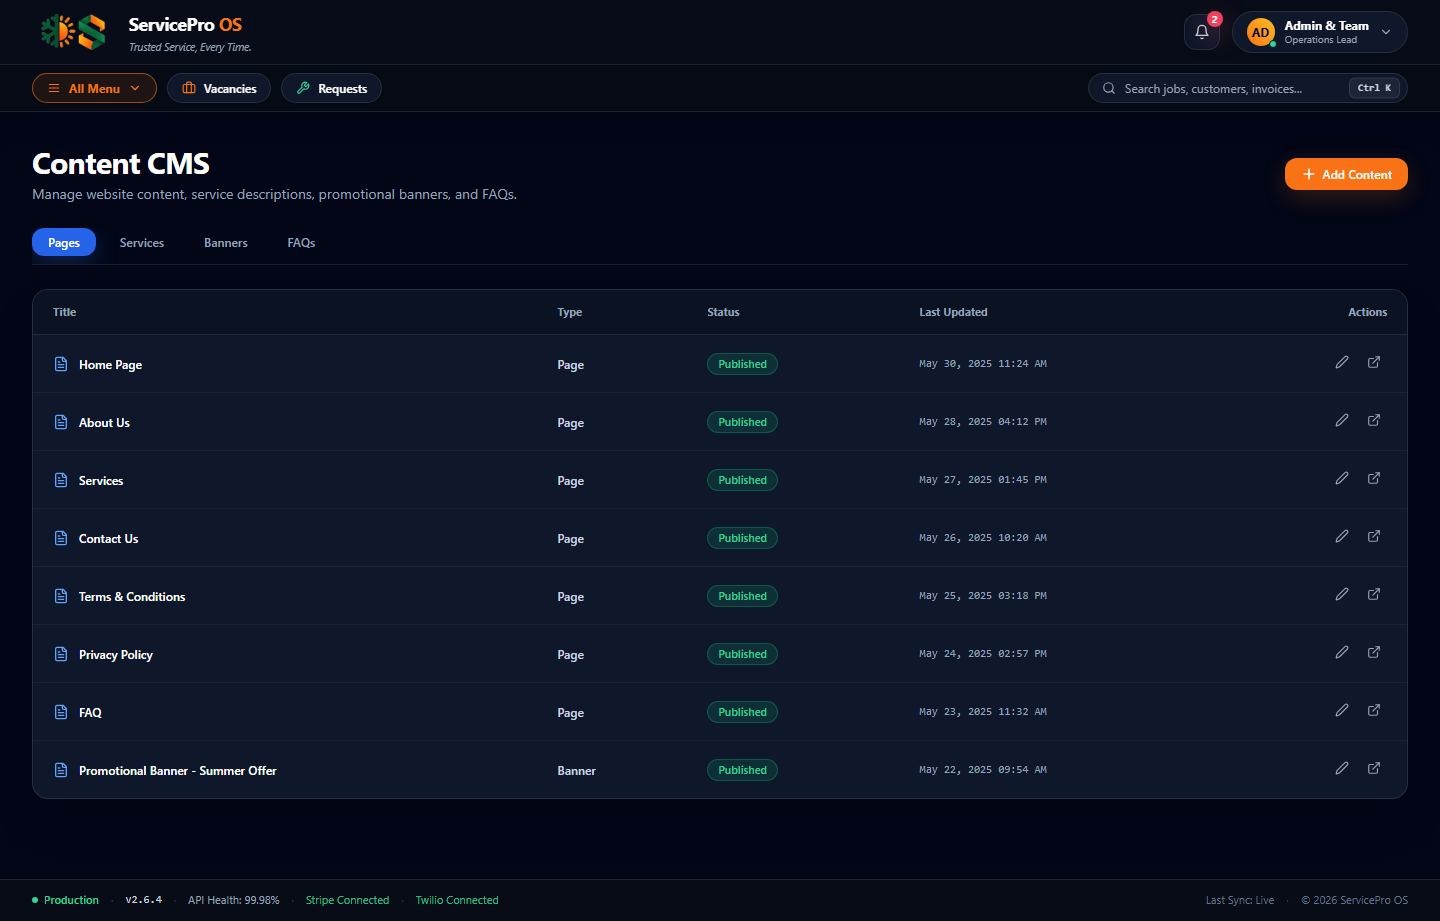 ServicePro OS
Trusted Service, Every Time.
2
AD
Admin & Team
Operations Lead
All Menu
Vacancies
Requests
Search jobs, customers, invoices...
Ctrl K
Content CMS
Manage website content, service descriptions, promotional banners, and FAQs.
Add Content
Pages
Services
Banners
FAQs
Title Type Status Last Updated Actions
Home Page Page Published May 30, 2025 11:24 AM
About Us Page Published May 28, 2025 04:12 PM
Services Page Published May 27, 2025 01:45 PM
Contact Us Page Published May 26, 2025 10:20 AM
Terms & Conditions Page Published May 25, 2025 03:18 PM
Privacy Policy Page Published May 24, 2025 02:57 PM
FAQ Page Published May 23, 2025 11:32 AM
Promotional Banner - Summer Offer Banner Published May 22, 2025 09:54 AM
Production · v2.6.4 · API Health: 99.98% · Stripe Connected · Twilio Connected
Last Sync: Live · © 2026 ServicePro OS